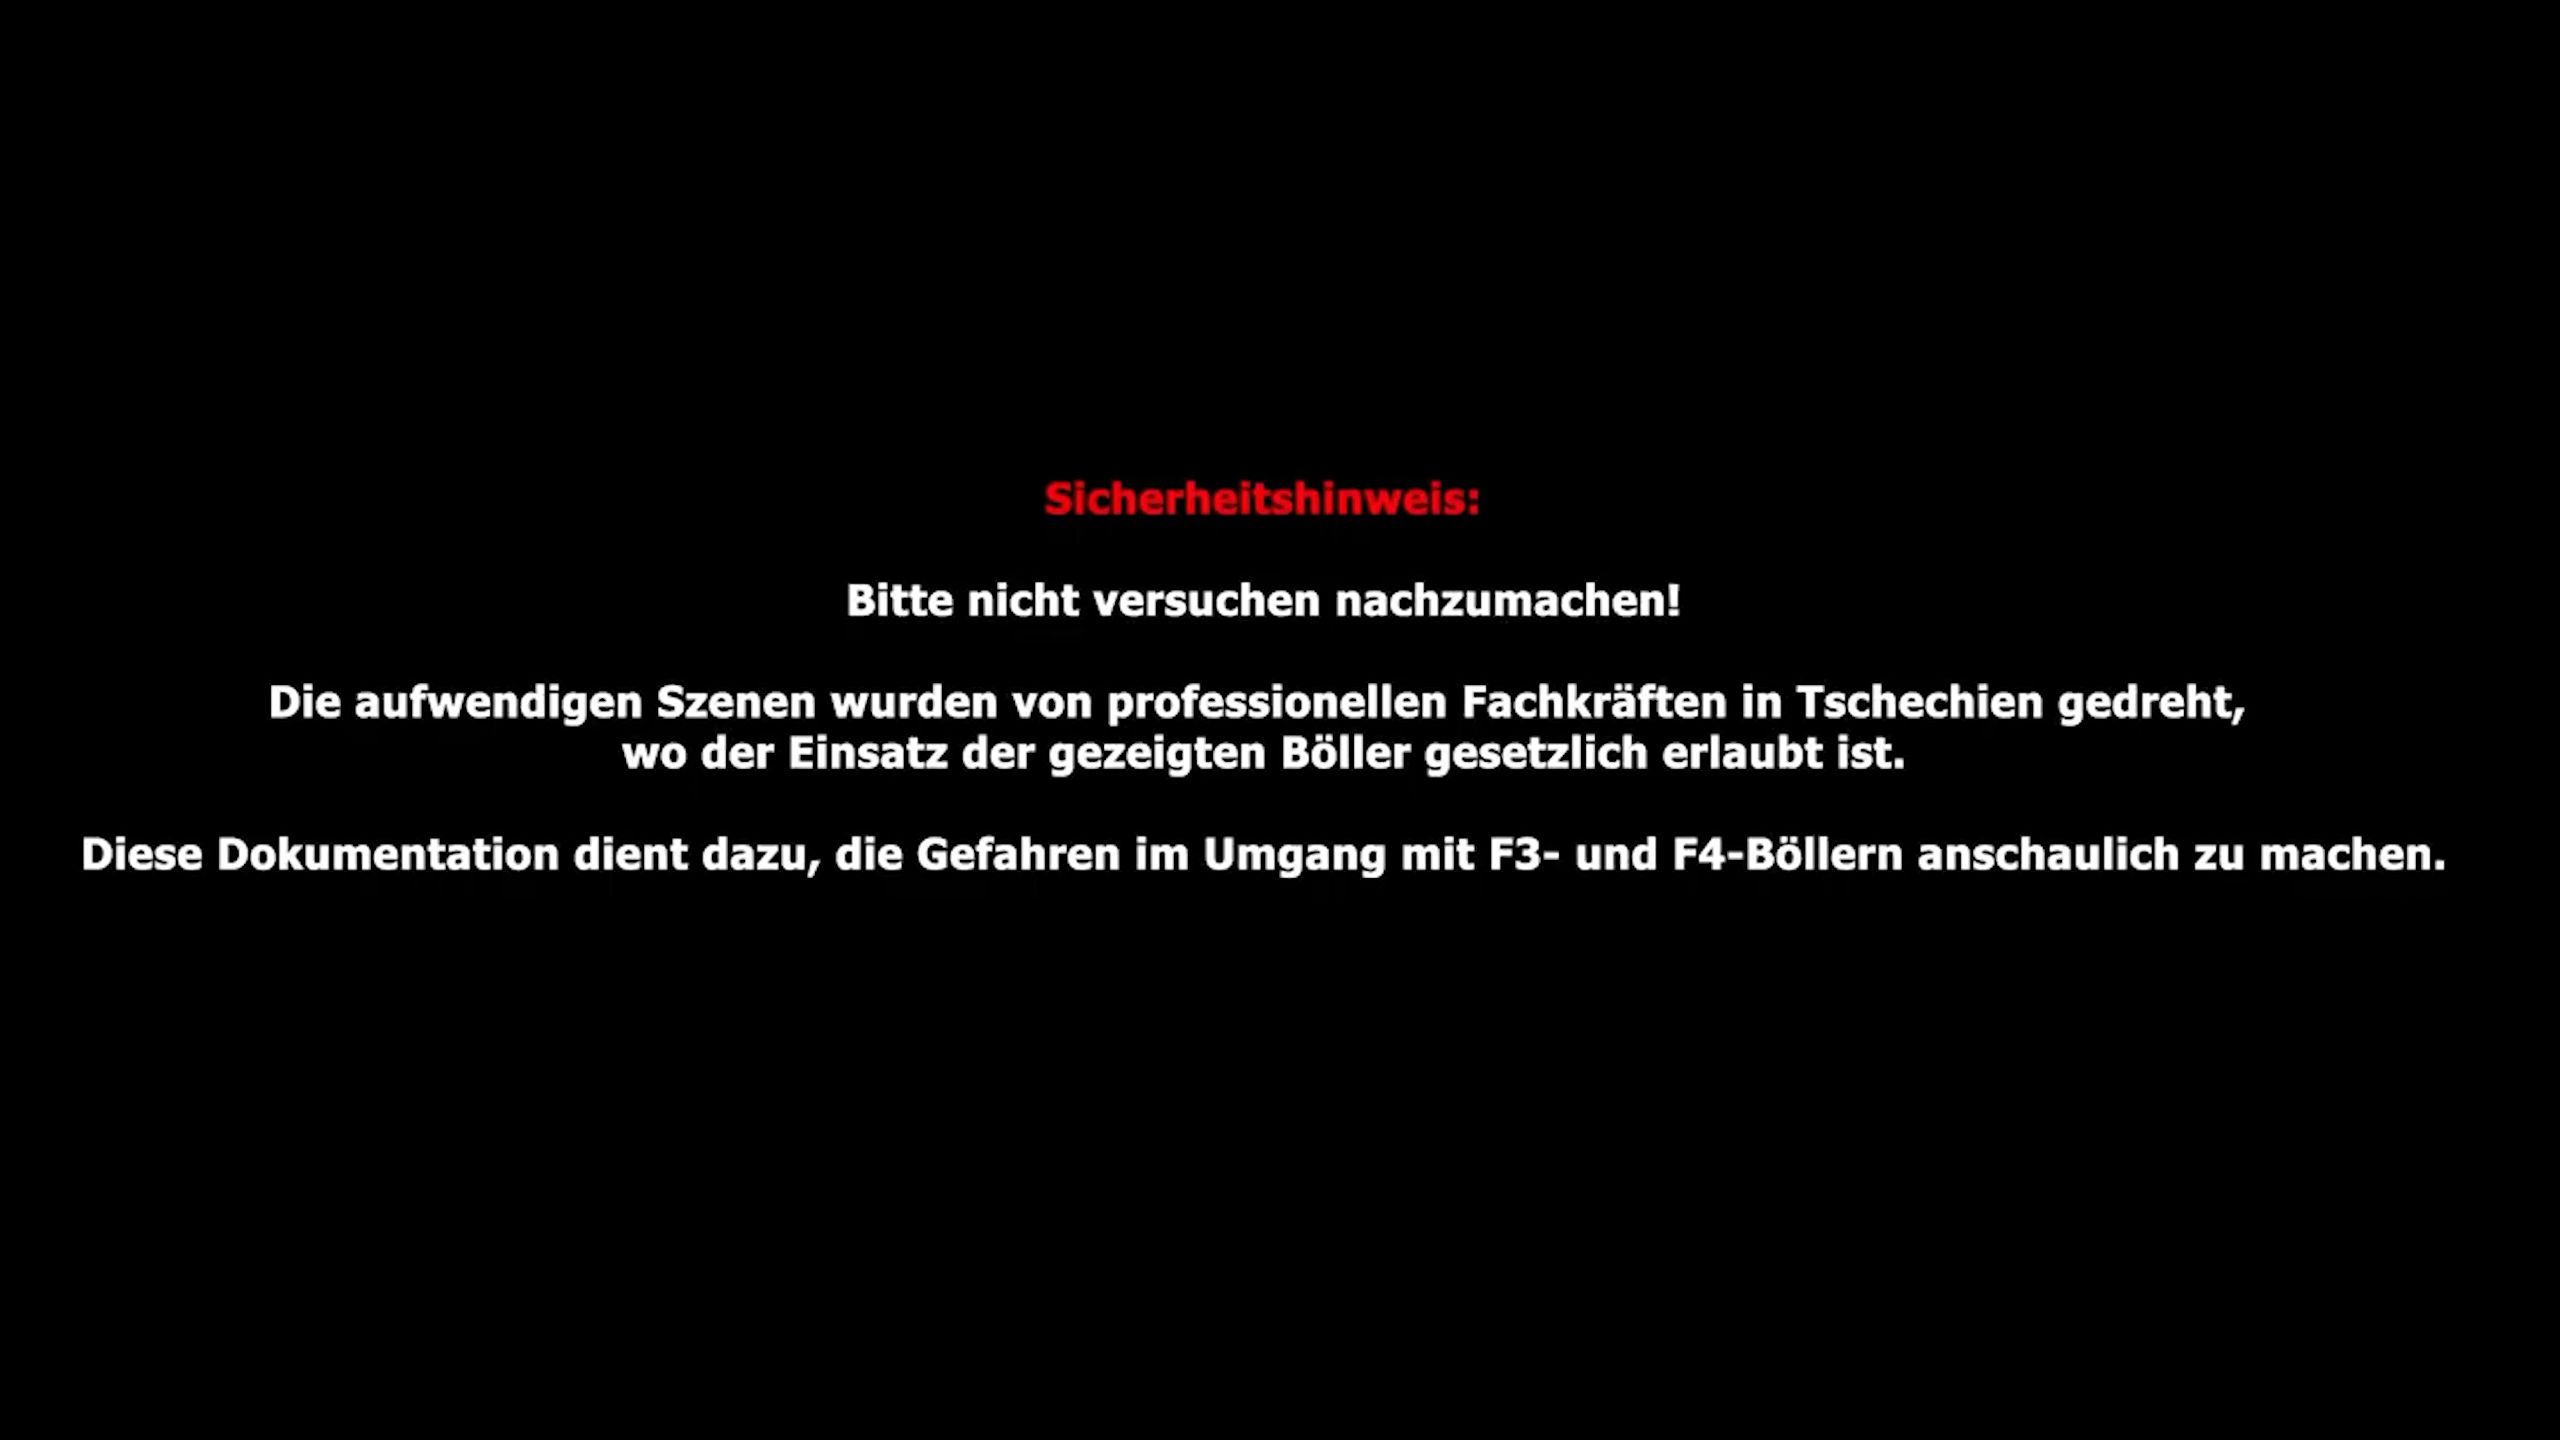 Sicherheitshinweis:
Bitte nicht versuchen nachzumachen!
Die aufwendigen Szenen wurden von professionellen Fachkräften in Tschechien gedreht,
wo der Einsatz der gezeigten Böller gesetzlich erlaubt ist.
Diese Dokumentation dient dazu, die Gefahren im Umgang mit F3- und F4-Böllern anschaulich zu machen.